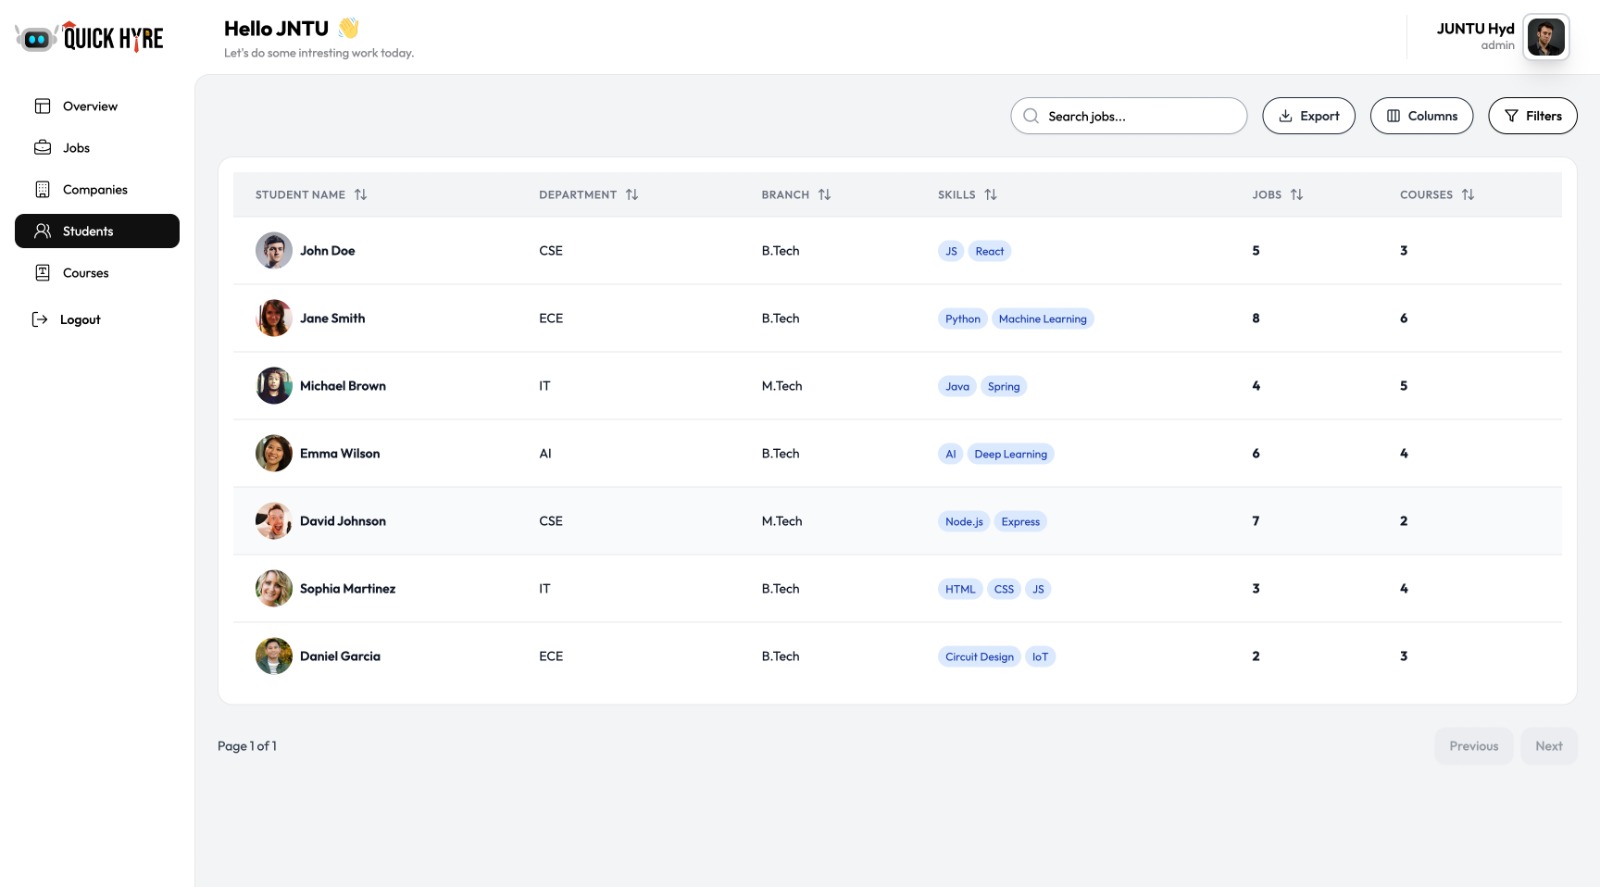 QUICK HYRE
Hello JNTU 👋
Let's do some intresting work today.
JUNTU Hyd
admin
Overview
Jobs
Companies
Students
Courses
Logout
Search jobs...
Export
Columns
Filters
STUDENT NAME DEPARTMENT BRANCH SKILLS JOBS COURSES
John Doe CSE B.Tech JS React 5 3
Jane Smith ECE B.Tech Python Machine Learning 8 6
Michael Brown IT M.Tech Java Spring 4 5
Emma Wilson AI B.Tech AI Deep Learning 6 4
David Johnson CSE M.Tech Node.js Express 7 2
Sophia Martinez IT B.Tech HTML CSS JS 3 4
Daniel Garcia ECE B.Tech Circuit Design IoT 2 3
Page 1 of 1
Previous
Next